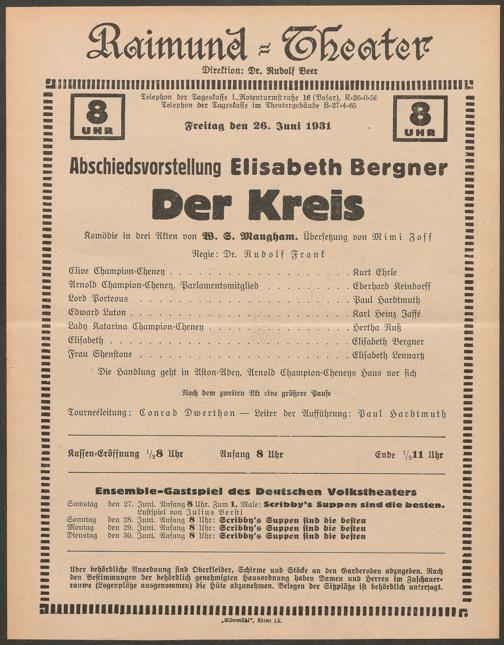 Raimund-Theater
Direktion: Dr. Rudolf Beer
8 UHR
Telephon der Tageskasse I., Rotenturmstraße 16 (Basar), R-26-0-56
Telephon der Tageskasse im Theatergebäude B-27-4-65
Freitag den 26. Juni 1931
8 UHR
Abschiedsvorstellung Elisabeth Bergner
Der Kreis
Komödie in drei Akten von W. S. Maugham. Übersetzung von Mimi Zoff
Regie: Dr. Rudolf Frank
Clive Champion-Cheney . . . . . . . . . . Kurt Ehrle
Arnold Champion-Cheney, Parlamentsmitglied . . . . . . . . . . Eberhard Keindorff
Lord Porteous . . . . . . . . . . Paul Hardtmuth
Edward Luton . . . . . . . . . . Karl Heinz Jaffé
Lady Katarina Champion-Cheney . . . . . . . . . . Hertha Ruß
Elisabeth . . . . . . . . . . Elisabeth Bergner
Frau Shenstone . . . . . . . . . . Elisabeth Lennartz
Die Handlung geht in Aston-Adey, Arnold Champion-Cheneys Haus vor sich
Nach dem zweiten Akt eine größere Pause
Tourneeleitung: Conrad Dwerthon — Leiter der Aufführung: Paul Hardtmuth
Kassen-Eröffnung 1/28 Uhr Anfang 8 Uhr Ende 1/211 Uhr
Ensemble-Gastspiel des Deutschen Volkstheaters
Samstag den 27. Juni. Anfang 8 Uhr. Zum 1. Male: Scribby's Suppen sind die besten.
Lustspiel von Julius Berstl
Sonntag den 28. Juni. Anfang 8 Uhr: Scribby's Suppen sind die besten
Montag den 29. Juni. Anfang 8 Uhr: Scribby's Suppen sind die besten
Dienstag den 30. Juni. Anfang 8 Uhr: Scribby's Suppen sind die besten
Über behördliche Anordnung sind Oberkleider, Schirme und Stöcke an den Garderoben abzugeben. Nach
den Bestimmungen der behördlich genehmigten Hausordnung haben Damen und Herren im Zuschauer-
raume (Logenplätze ausgenommen) die Hüte abzunehmen. Belegen der Sitzplätze ist behördlich untersagt.
„Elbemühl“, Wien IX.